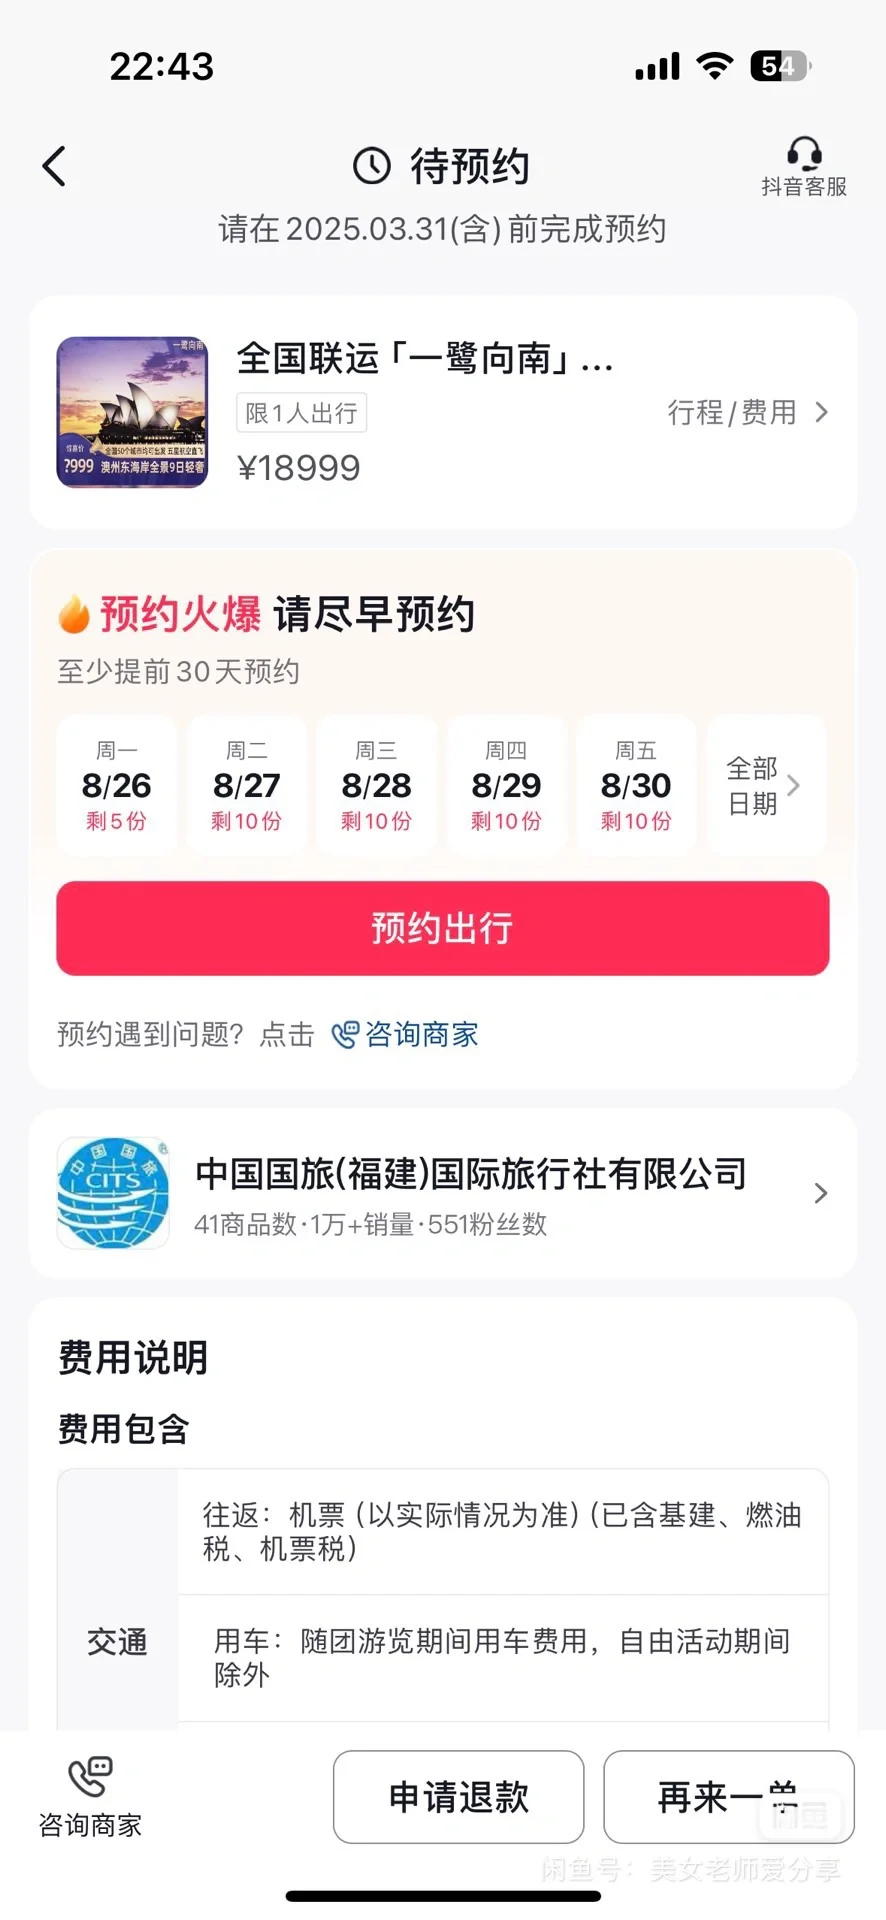 22:43
54
待预约
抖音客服
请在2025.03.31(含)前完成预约
一鹭向南
全国50个城市均可出发 五星航空直飞
?999 澳州东海岸全景9日轻奢
全国联运「一鹭向南」...
限1人出行
行程/费用
¥18999
预约火爆 请尽早预约
至少提前30天预约
周一 周二 周三 周四 周五
8/26 8/27 8/28 8/29 8/30
剩5份 剩10份 剩10份 剩10份 剩10份
全部
日期
预约出行
预约遇到问题? 点击 咨询商家
中国国旅
CITS
中国国旅(福建)国际旅行社有限公司
41商品数·1万+销量·551粉丝数
费用说明
费用包含
交通
往返：机票 (以实际情况为准) (已含基建、燃油
税、机票税)
用车：随团游览期间用车费用，自由活动期间
除外
咨询商家
申请退款
再来一单
闲鱼
闲鱼号：美女老师爱分享